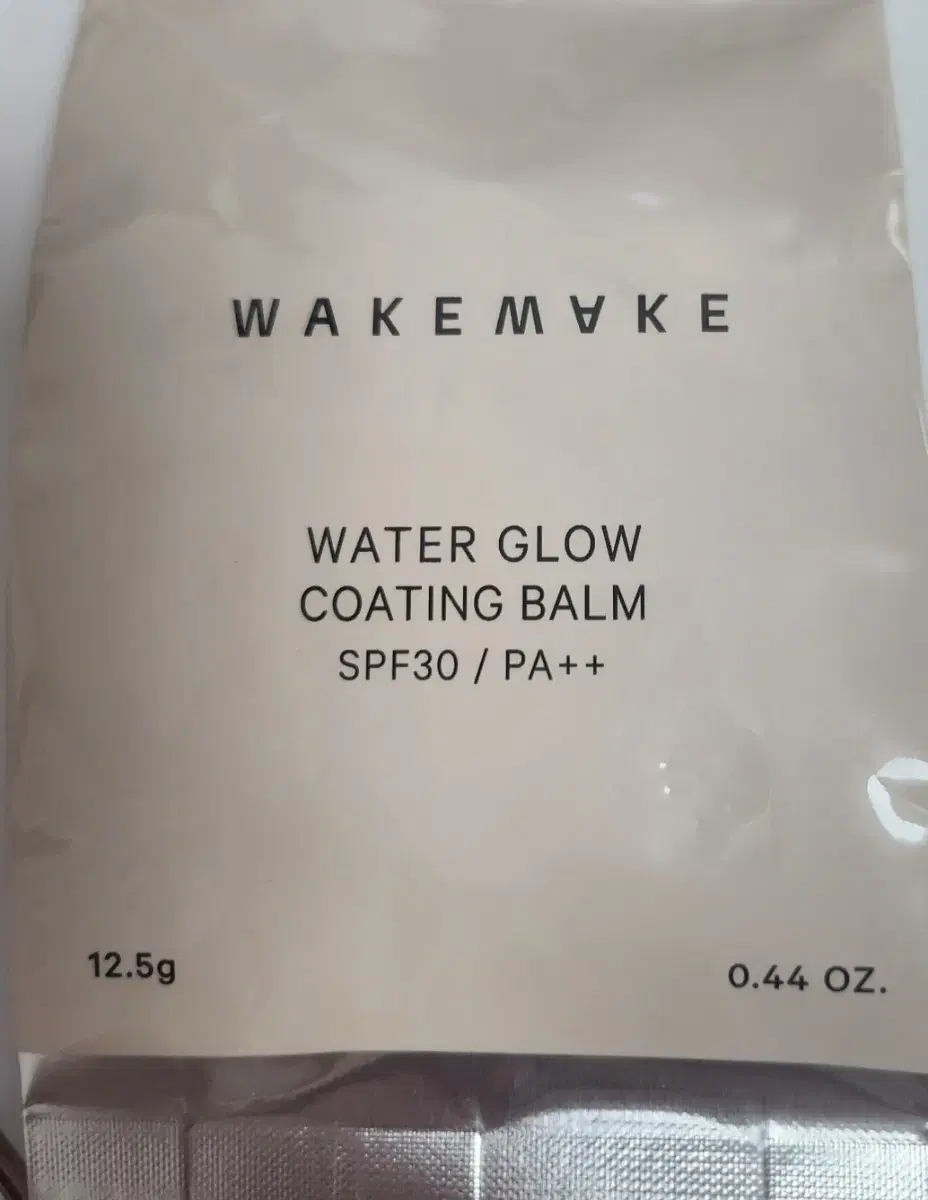 WAKEMAKE
WATER GLOW
COATING BALM
SPF30 / PA++
12.5g
0.44 OZ.